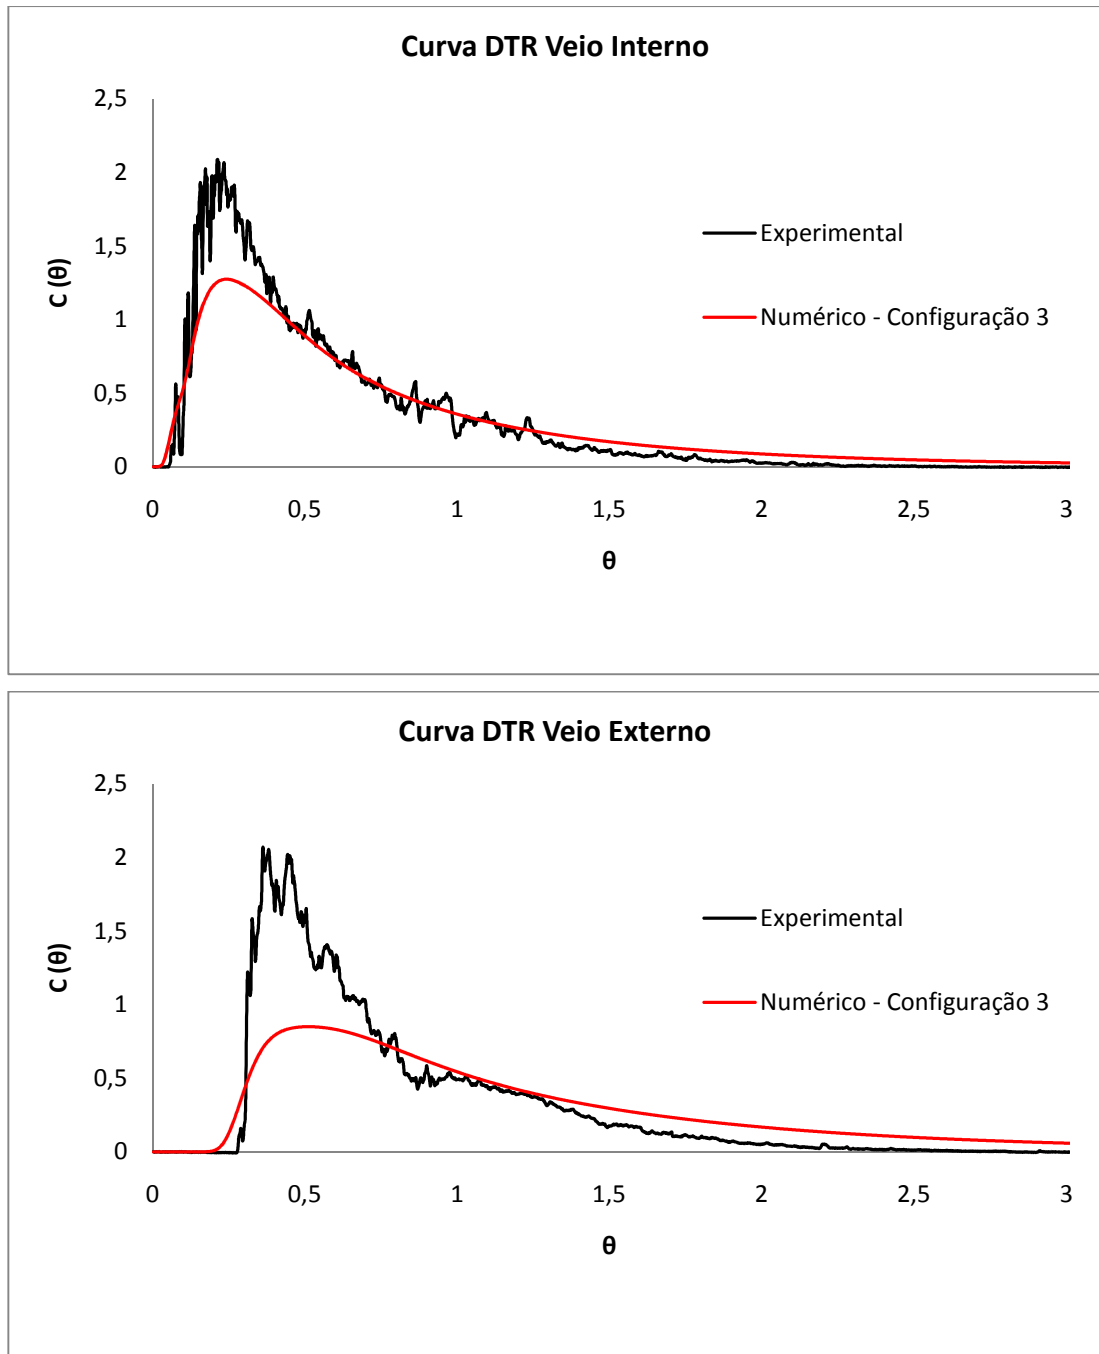 Curva DTR Veio Interno
2,5
2
1,5
1
0,5
0
C (θ)
Experimental
Numérico - Configuração 3
0 0,5 1 1,5 2 2,5 3
θ
Curva DTR Veio Externo
2,5
2
1,5
1
0,5
0
C (θ)
Experimental
Numérico - Configuração 3
0 0,5 1 1,5 2 2,5 3
θ